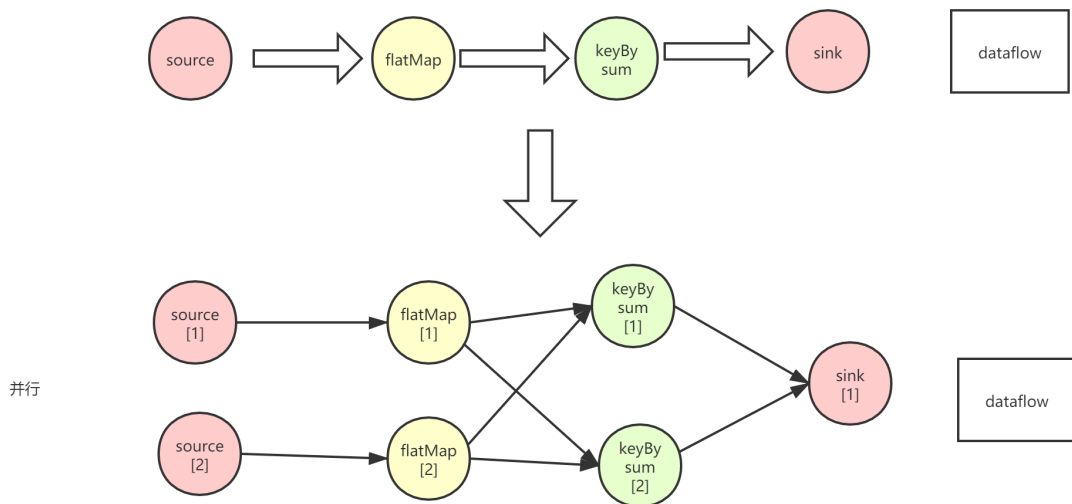 source
flatMap
keyBy
sum
sink
dataflow
source
[1]
flatMap
[1]
keyBy
sum
[1]
sink
[1]
并行
dataflow
source
[2]
flatMap
[2]
keyBy
sum
[2]